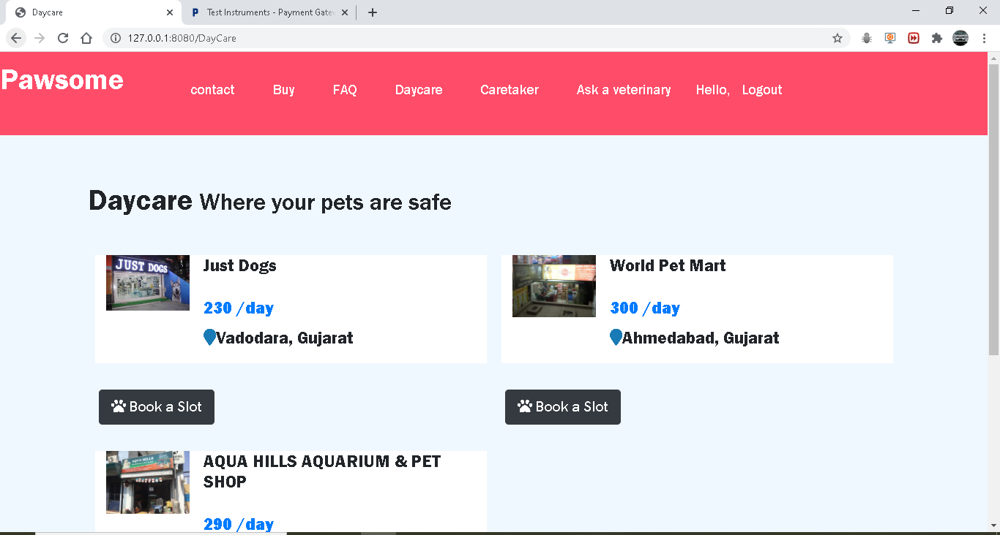 Daycare
Test Instruments - Payment Gatew
127.0.0.1:8080/DayCare
Pawsome
contact Buy FAQ Daycare Caretaker Ask a veterinary Hello, Logout
Daycare Where your pets are safe
JUST DOGS
Just Dogs
230 /day
Vadodara, Gujarat
World Pet Mart
300 /day
Ahmedabad, Gujarat
Book a Slot
Book a Slot
AQUA HILLS
AQUA HILLS AQUARIUM & PET
SHOP
290 /day